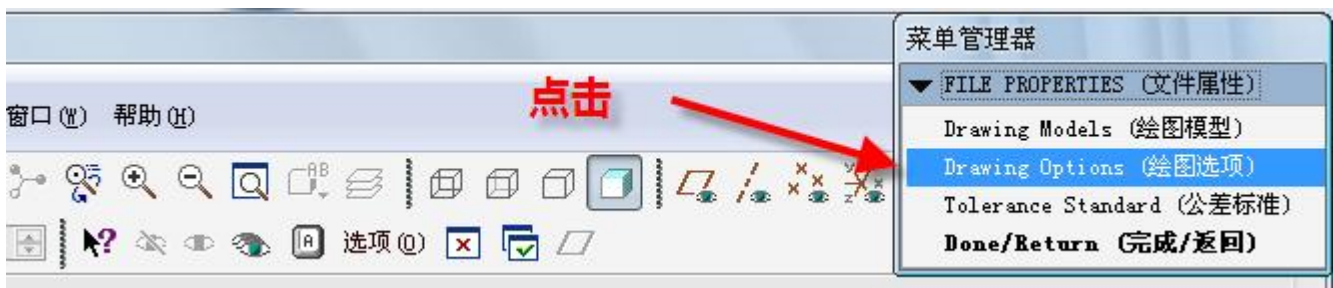 菜单管理器
FILE PROPERTIES (文件属性)
点击
窗口(W) 帮助(H)
Drawing Models (绘图模型)
Drawing Options (绘图选项)
Tolerance Standard (公差标准)
选项(O)
Done/Return (完成/返回)